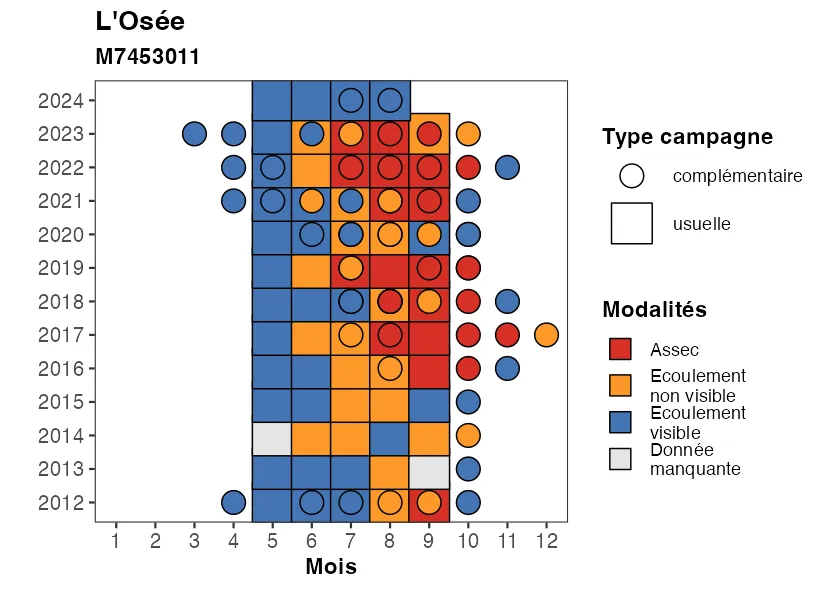 L'Osée
M7453011
2024
2023
2022
2021
2020
2019
2018
2017
2016
2015
2014
2013
2012
1 2 3 4 5 6 7 8 9 10 11 12
Mois
Type campagne
complémentaire
usuelle
Modalités
Assec
Ecoulement
non visible
Ecoulement
visible
Donnée
manquante